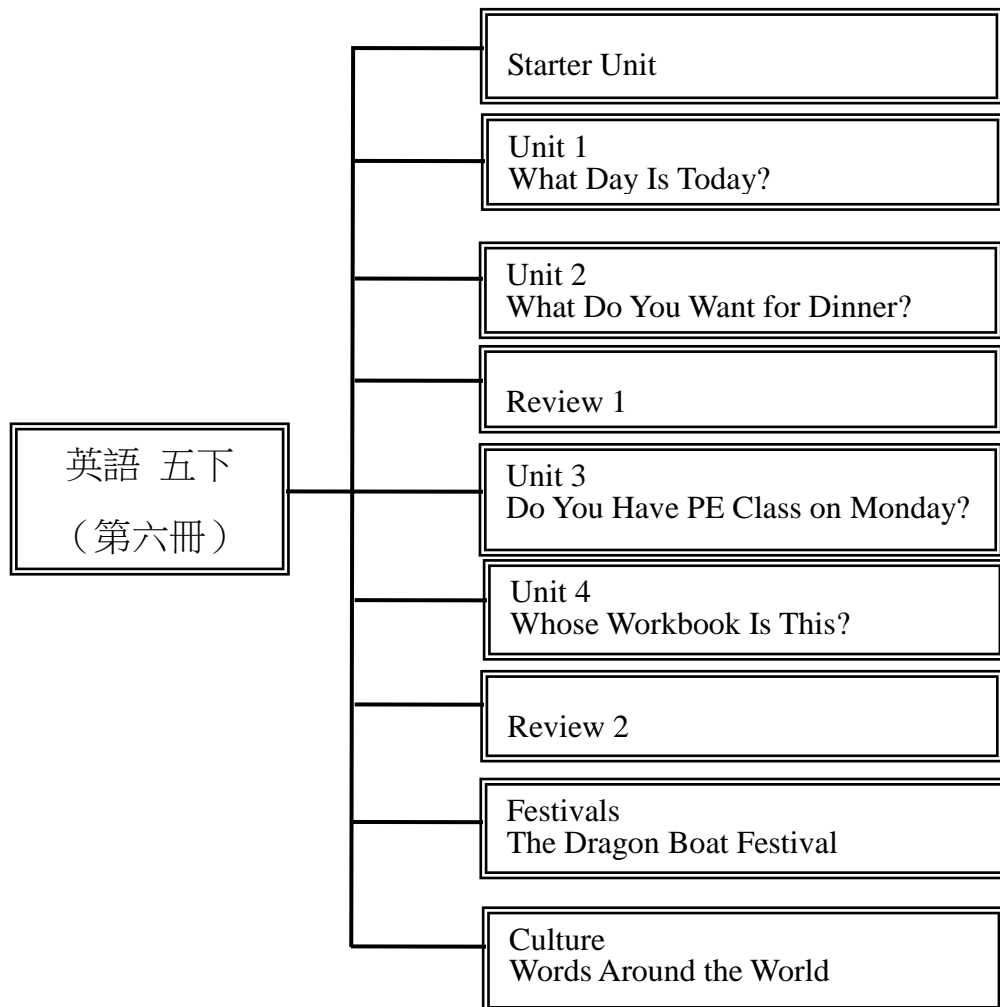 英語 五下
（第六冊）
Starter Unit
Unit 1
What Day Is Today?
Unit 2
What Do You Want for Dinner?
Review 1
Unit 3
Do You Have PE Class on Monday?
Unit 4
Whose Workbook Is This?
Review 2
Festivals
The Dragon Boat Festival
Culture
Words Around the World